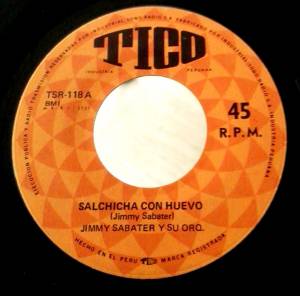 TICO
INDUSTRIA PERUANA
TSR-118 A
BMI
45
R.P.M.
SALCHICHA CON HUEVO
(Jimmy Sabater)
JIMMY SABATER Y SU ORQ.
HECHO EN EL PERU TICO MARCA REGISTRADA